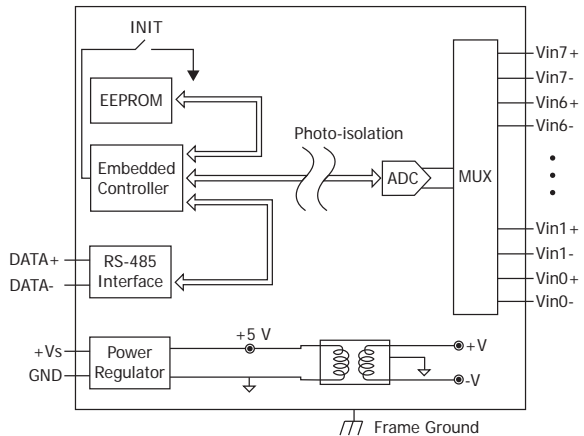 INIT
EEPROM
Embedded
Controller
Photo-isolation
ADC
MUX
Vin7+
Vin7-
Vin6+
Vin6-
Vin1+
Vin1-
Vin0+
Vin0-
DATA+
DATA-
RS-485
Interface
+Vs
GND
Power
Regulator
+5 V
+V
-V
Frame Ground